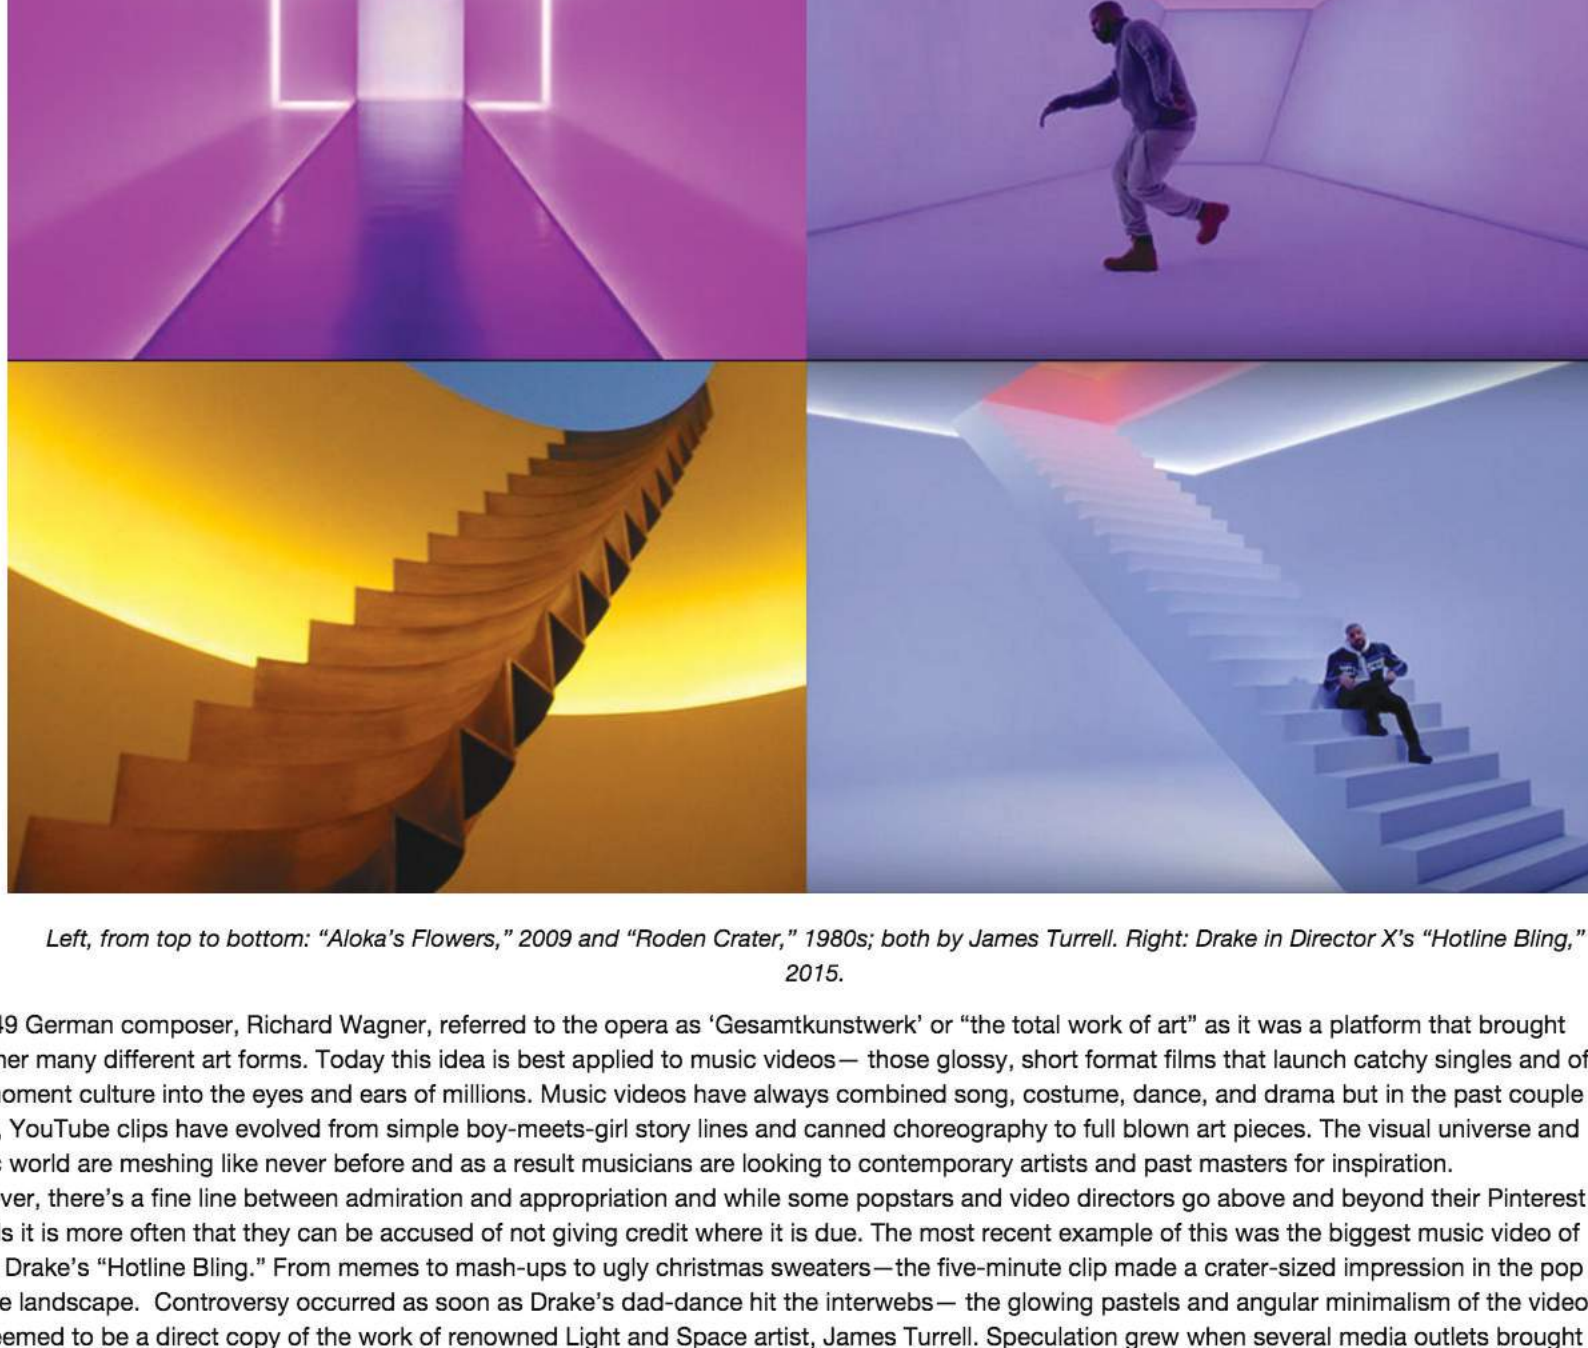 Left, from top to bottom: “Aloka’s Flowers,” 2009 and “Roden Crater,” 1980s; both by James Turrell. Right: Drake in Director X’s “Hotline Bling,”
2015.
49 German composer, Richard Wagner, referred to the opera as ‘Gesamtkunstwerk’ or “the total work of art” as it was a platform that brought
her many different art forms. Today this idea is best applied to music videos— those glossy, short format films that launch catchy singles and of
oment culture into the eyes and ears of millions. Music videos have always combined song, costume, dance, and drama but in the past couple
, YouTube clips have evolved from simple boy-meets-girl story lines and canned choreography to full blown art pieces. The visual universe and
world are meshing like never before and as a result musicians are looking to contemporary artists and past masters for inspiration.
ver, there’s a fine line between admiration and appropriation and while some popstars and video directors go above and beyond their Pinterest
s it is more often that they can be accused of not giving credit where it is due. The most recent example of this was the biggest music video of
Drake’s “Hotline Bling.” From memes to mash-ups to ugly christmas sweaters—the five-minute clip made a crater-sized impression in the pop
e landscape. Controversy occurred as soon as Drake’s dad-dance hit the interwebs— the glowing pastels and angular minimalism of the video
eemed to be a direct copy of the work of renowned Light and Space artist, James Turrell. Speculation grew when several media outlets brought